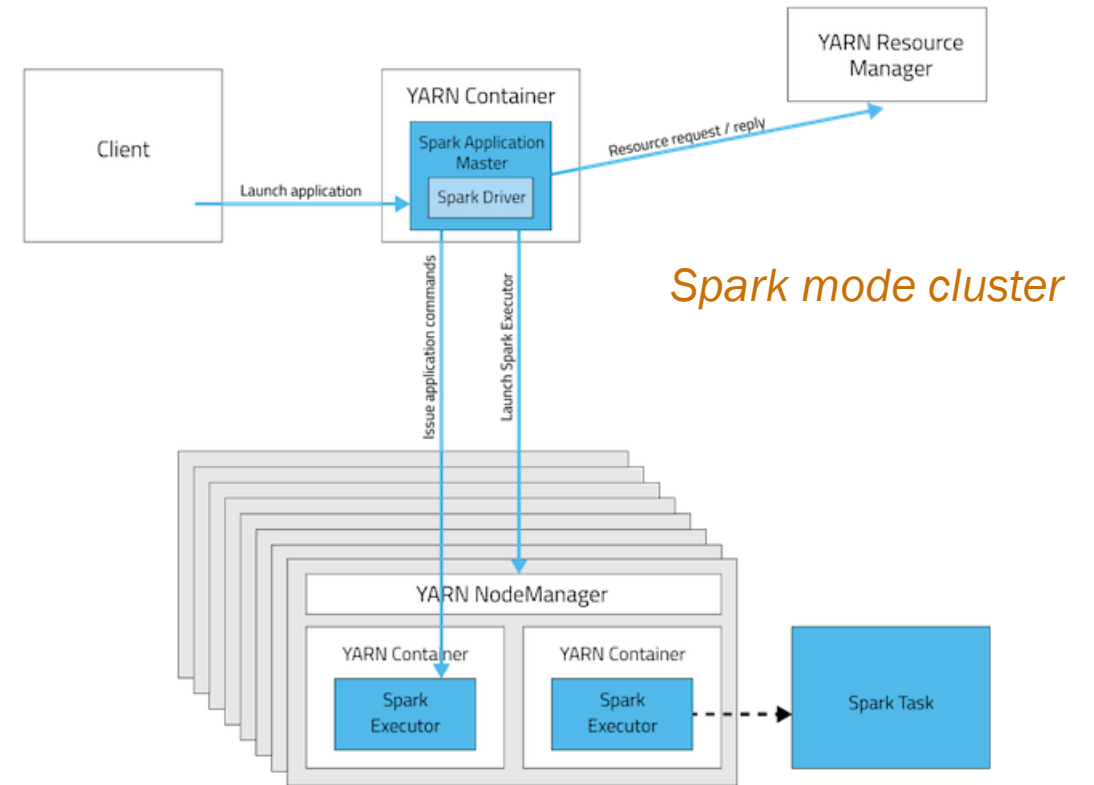 YARN Resource
Manager
Client
YARN Container
Spark Application
Master
Spark Driver
Launch application
Resource request / reply
Spark mode cluster
Issue application commands
Launch Spark Executor
YARN NodeManager
YARN Container
Spark
Executor
YARN Container
Spark
Executor
Spark Task